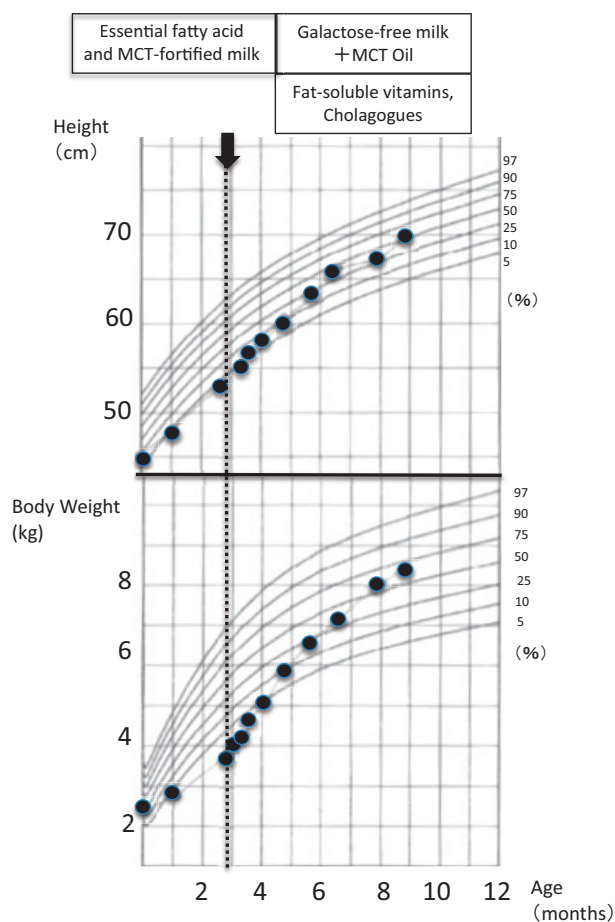 Essential fatty acid
and MCT-fortified milk
Galactose-free milk
+MCT Oil
Fat-soluble vitamins,
Cholagogues
Height
(cm)
97
90
75
50
25
10
5
(%)
70
60
50
Body Weight
(kg)
97
90
75
50
25
10
5
(%)
8
6
4
2
2 4 6 8 10 12 Age
(months)